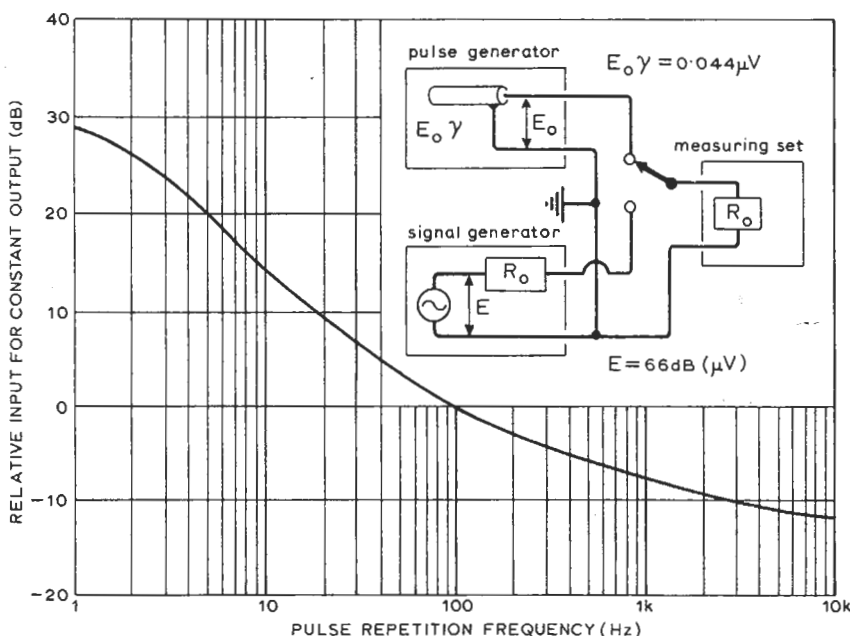 40
30
20
10
0
-10
-20
RELATIVE INPUT FOR CONSTANT OUTPUT (dB)
pulse generator
E₀γ = 0·044μV
E₀γ
E₀
measuring set
R₀
signal generator
R₀
E
E = 66dB (μV)
1
10
100
1k
10k
PULSE REPETITION FREQUENCY (Hz)